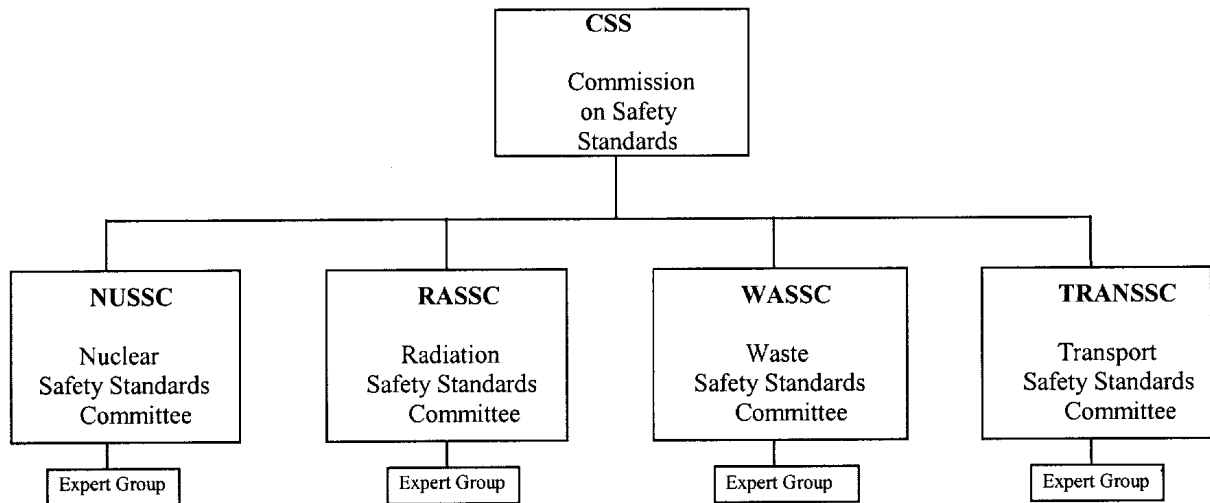 CSS
Commission
on Safety
Standards
NUSSC
Nuclear
Safety Standards
Committee
RASSC
Radiation
Safety Standards
Committee
WASSC
Waste
Safety Standards
Committee
TRANSSC
Transport
Safety Standards
Committee
Expert Group
Expert Group
Expert Group
Expert Group